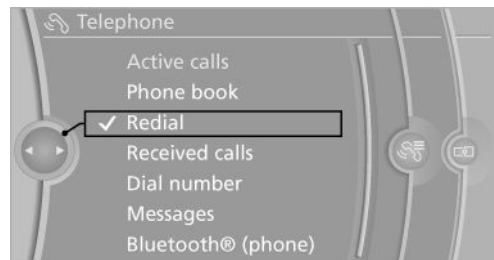 Telephone
Active calls
Phone book
✓ Redial
Received calls
Dial number
Messages
Bluetooth® (phone)